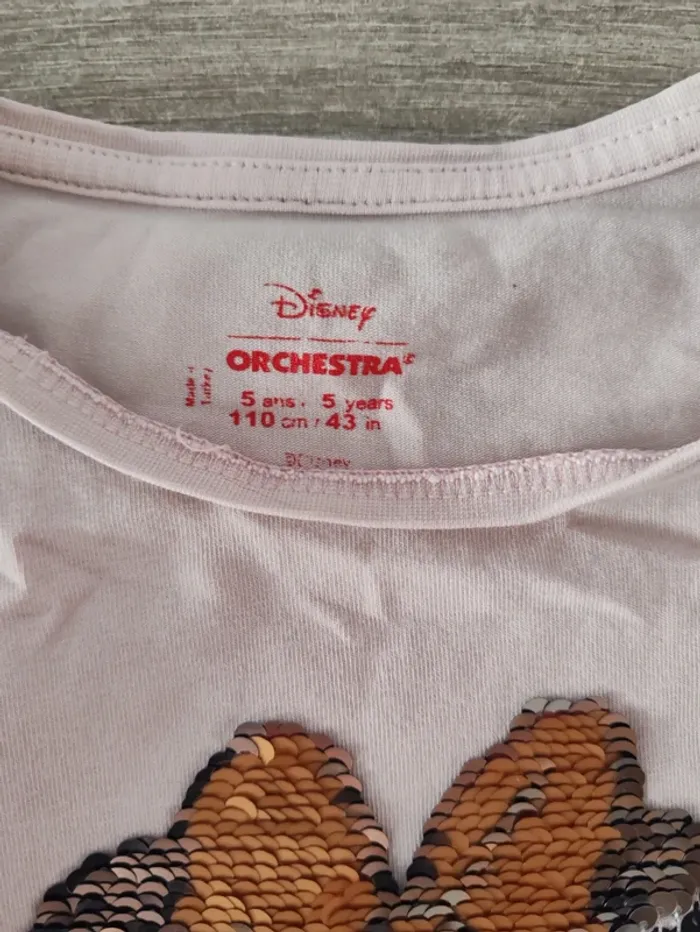 Disney
ORCHESTRA
Made in
Turkey
5 ans. 5 years
110 cm / 43 in